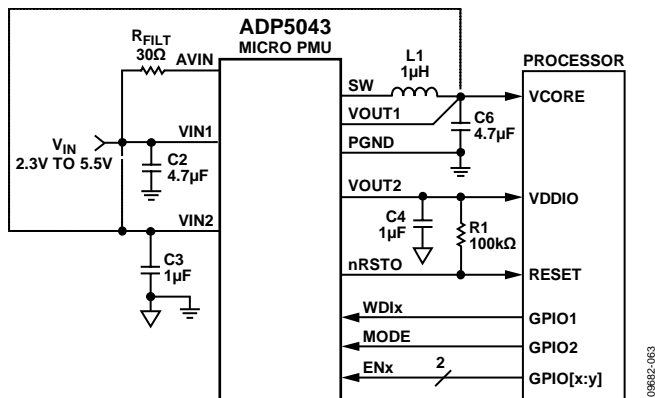 ADP5043
MICRO PMU
RFILT
30Ω
AVIN
VIN1
VIN
2.3V TO 5.5V
C2
4.7µF
VIN2
C3
1µF
SW
L1
1µH
VOUT1
C6
4.7µF
PGND
VOUT2
C4
1µF
R1
100kΩ
nRSTO
WDIx
MODE
ENx
2
PROCESSOR
VCORE
VDDIO
RESET
GPIO1
GPIO2
GPIO[x:y]
09682-063